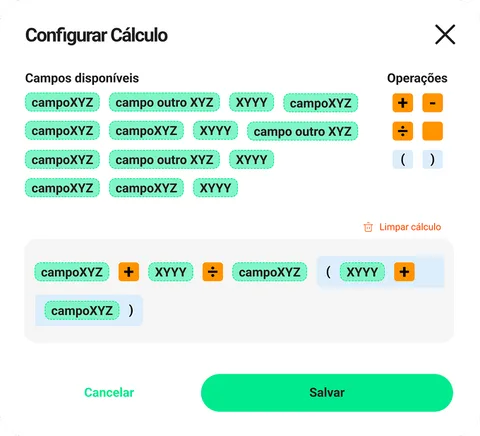 Configurar Cálculo
Campos disponíveis
Operações
campoXYZ campo outro XYZ XYYY campoXYZ + -
campoXYZ campoXYZ XYYY campo outro XYZ ÷
campoXYZ campo outro XYZ XYYY ( )
campoXYZ campoXYZ XYYY
Limpar cálculo
campoXYZ + XYYY ÷ campoXYZ ( XYYY +
campoXYZ )
Cancelar
Salvar